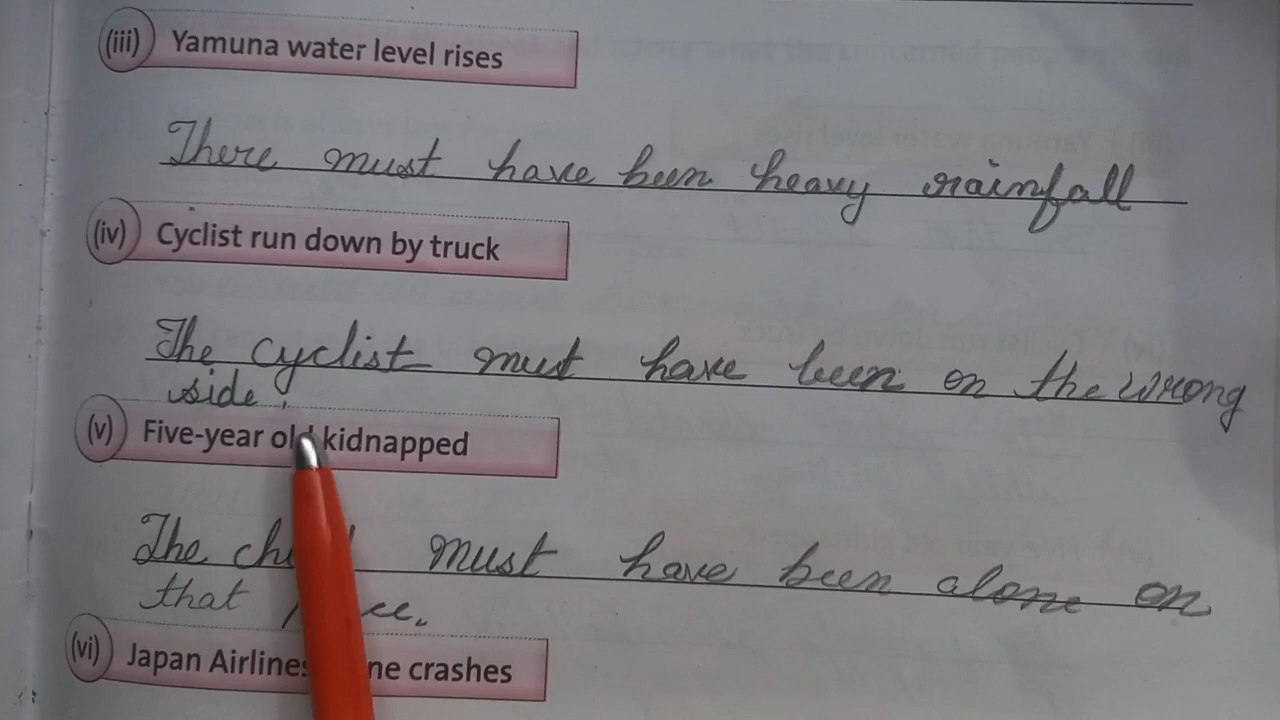 (iii) Yamuna water level rises
There must have been heavy rainfall
(iv) Cyclist run down by truck
The cyclist must have been on the wrong
side.
(v) Five-year old kidnapped
The must have been alone on
that
(vi) Japan Airlines crashes